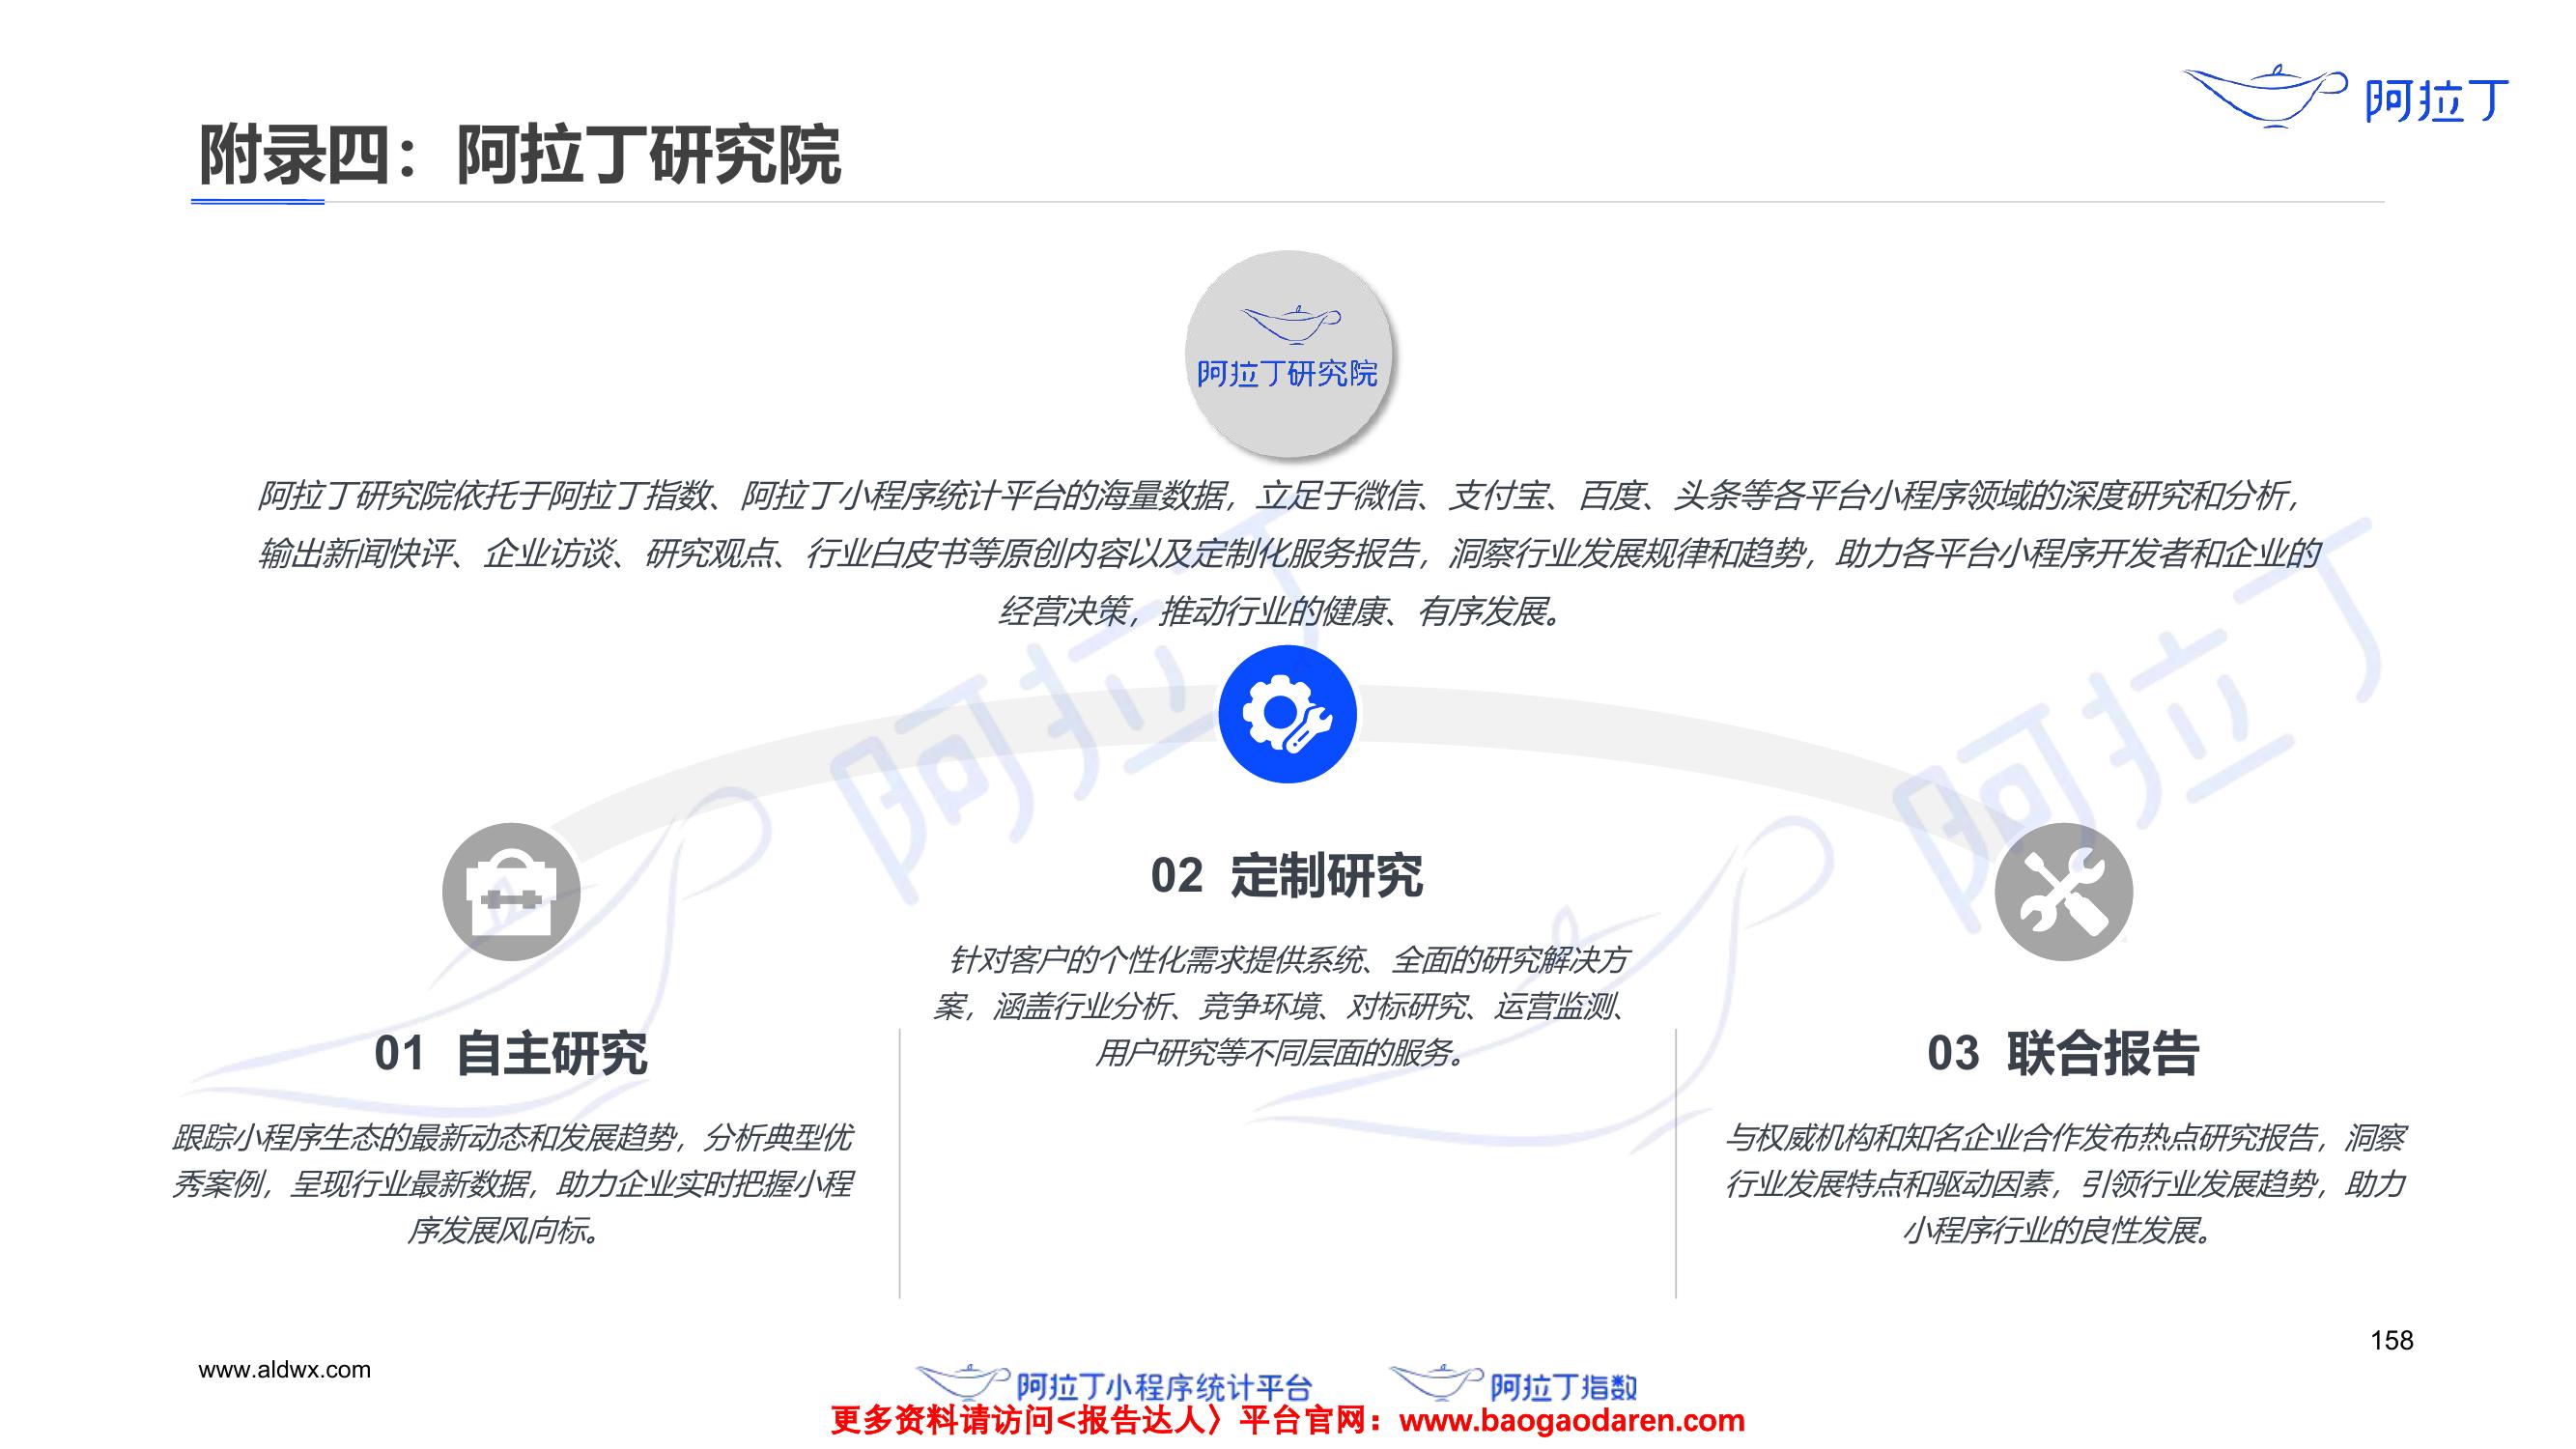 阿拉丁
附录四：阿拉丁研究院
阿拉丁研究院
阿拉丁研究院依托于阿拉丁指数、阿拉丁小程序统计平台的海量数据，立足于微信、支付宝、百度、头条等各平台小程序领域的深度研究和分析，
输出新闻快评、企业访谈、研究观点、行业白皮书等原创内容以及定制化服务报告，洞察行业发展规律和趋势，助力各平台小程序开发者和企业的
经营决策，推动行业的健康、有序发展。
阿拉丁
阿拉丁
01 自主研究
跟踪小程序生态的最新动态和发展趋势，分析典型优
秀案例，呈现行业最新数据，助力企业实时把握小程
序发展风向标。
02 定制研究
针对客户的个性化需求提供系统、全面的研究解决方
案，涵盖行业分析、竞争环境、对标研究、运营监测、
用户研究等不同层面的服务。
03 联合报告
与权威机构和知名企业合作发布热点研究报告，洞察
行业发展特点和驱动因素，引领行业发展趋势，助力
小程序行业的良性发展。
158
www.aldwx.com
阿拉丁小程序统计平台
阿拉丁指数
更多资料请访问<报告达人〉平台官网：www.baogaodaren.com